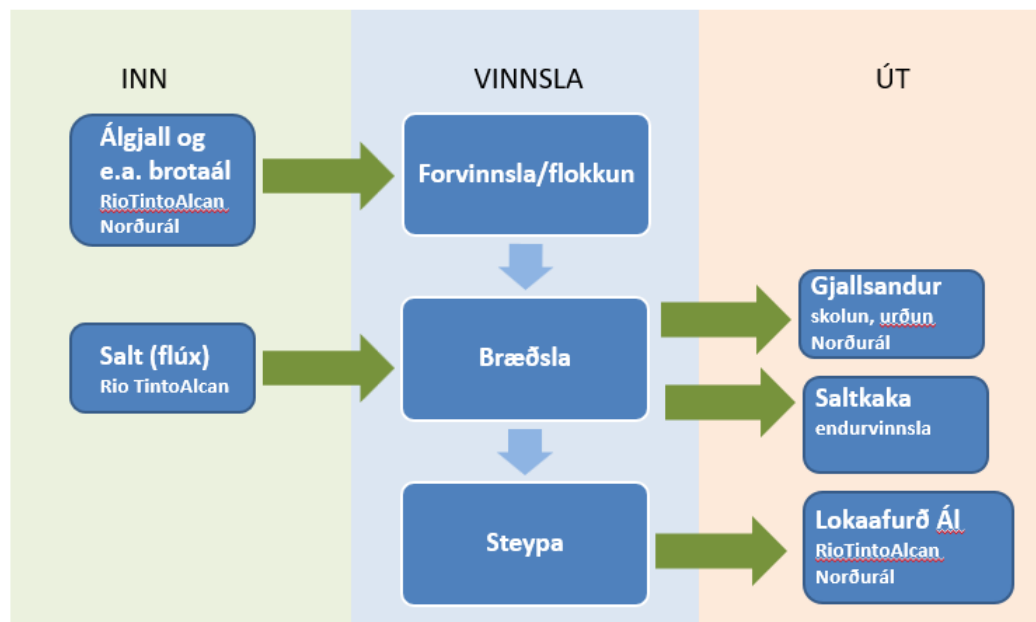 INN
VINNSLA
ÚT
Álgjall og
e.a. brotaál
RioTintoAlcan
Norðurál
Forvinnsla/flokkun
Salt (flúx)
Rio TintoAlcan
Bræðsla
Gjallsandur
skolun, urðun
Norðurál
Saltkaka
endurvinnsla
Steypa
Lokaafurð Ál
RioTintoAlcan
Norðurál